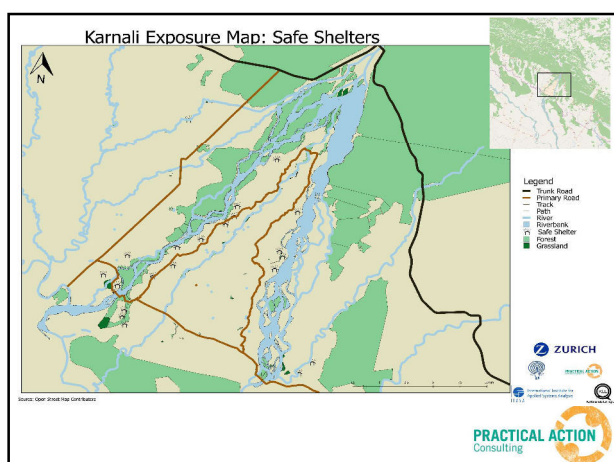 Karnali Exposure Map: Safe Shelters
N
Legend
Trunk Road
Primary Road
Track
Path
River
Riverbank
Safe Shelter
Forest
Grassland
ZURICH
PRACTICAL ACTION
International Institute for
Applied Systems Analysis
IIASA
Source: Open Street Map Contributors
PRACTICAL ACTION
Consulting